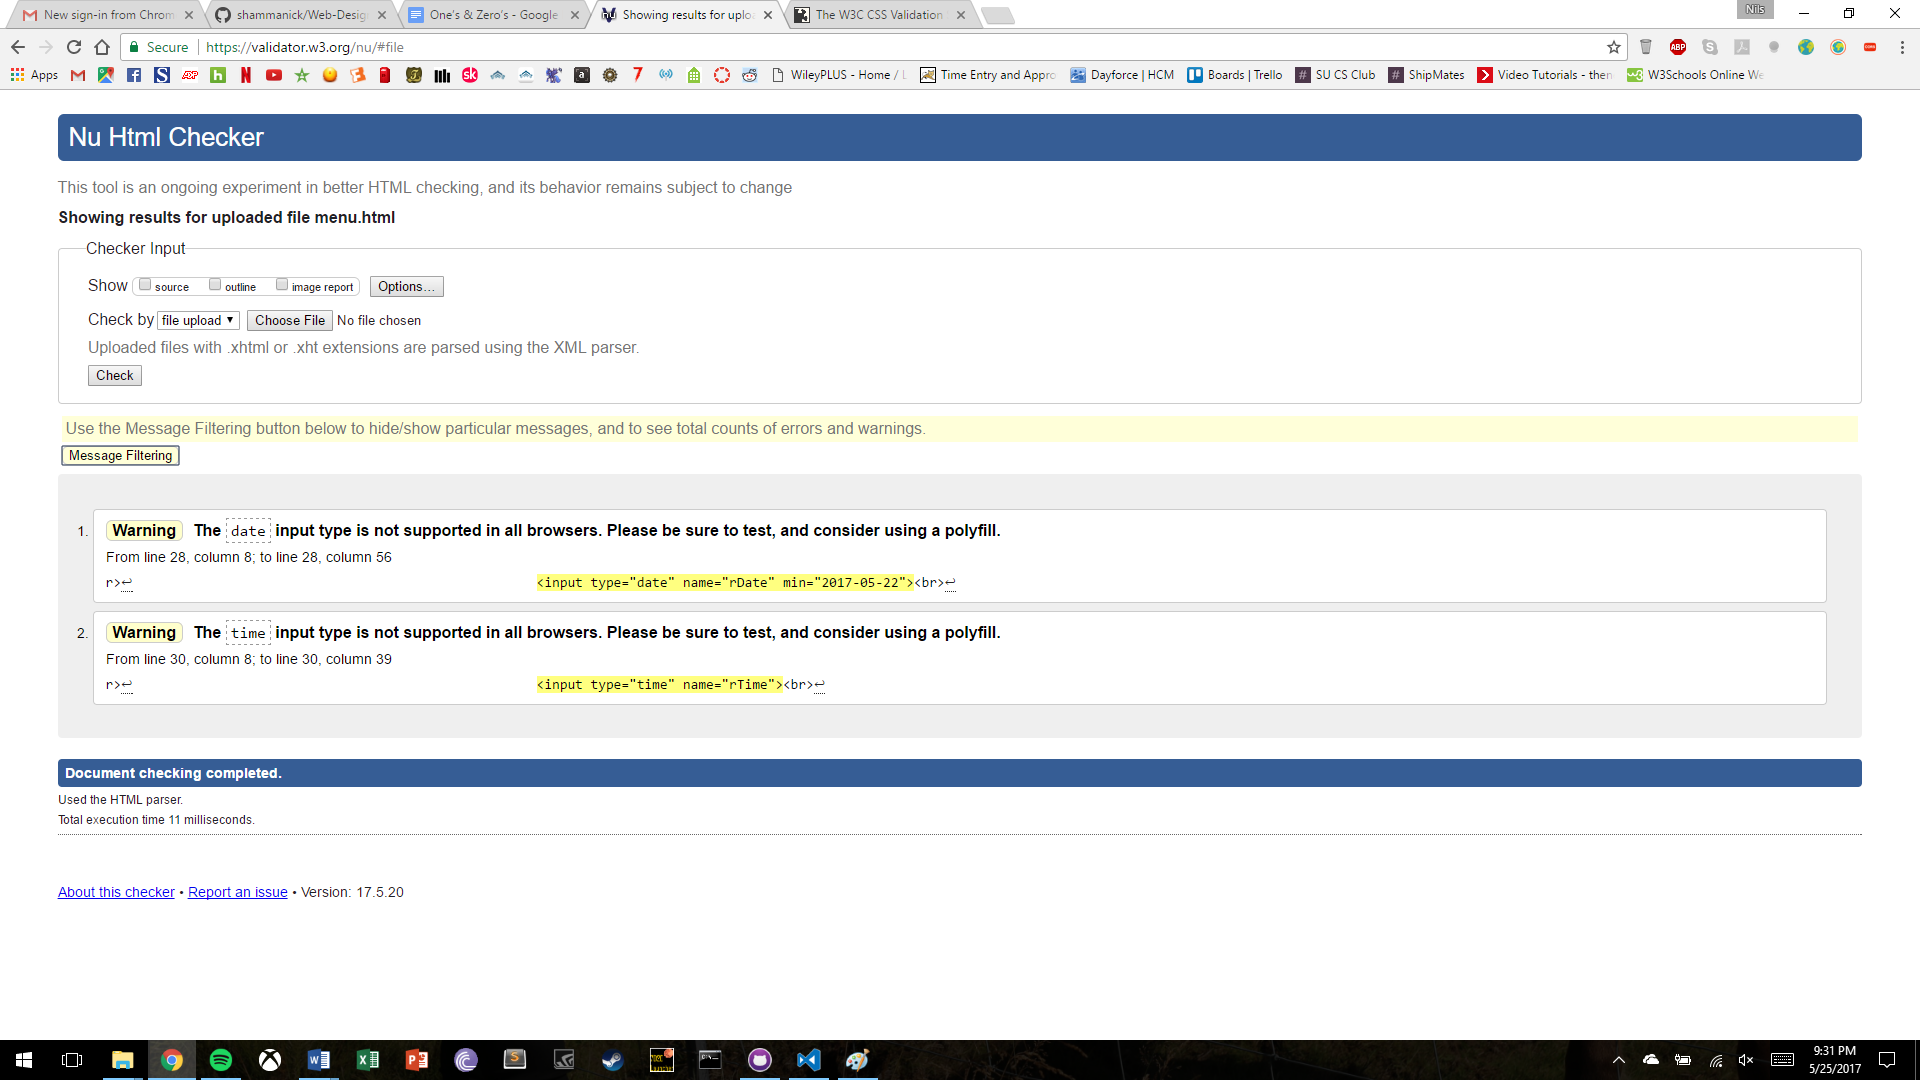 New sign-in from Chrom
shammanick/Web-Desig
One's & Zero's - Google
Showing results for uplo
The W3C CSS Validation
Nils
Secure
https://validator.w3.org/nu/#file
Apps
WileyPLUS - Home / L
Time Entry and Appro
Dayforce | HCM
Boards | Trello
SU CS Club
ShipMates
Video Tutorials - then
W3Schools Online We
Nu Html Checker
This tool is an ongoing experiment in better HTML checking, and its behavior remains subject to change
Showing results for uploaded file menu.html
Checker Input
Show source outline image report Options...
Check by file upload Choose File No file chosen
Uploaded files with .xhtml or .xht extensions are parsed using the XML parser.
Check
Use the Message Filtering button below to hide/show particular messages, and to see total counts of errors and warnings.
Message Filtering
1. Warning The date input type is not supported in all browsers. Please be sure to test, and consider using a polyfill.
From line 28, column 8; to line 28, column 56
r>↩ <input type="date" name="rDate" min="2017-05-22"><br>↩
2. Warning The time input type is not supported in all browsers. Please be sure to test, and consider using a polyfill.
From line 30, column 8; to line 30, column 39
r>↩ <input type="time" name="rTime"><br>↩
Document checking completed.
Used the HTML parser.
Total execution time 11 milliseconds.
About this checker • Report an issue • Version: 17.5.20
9:31 PM
5/25/2017